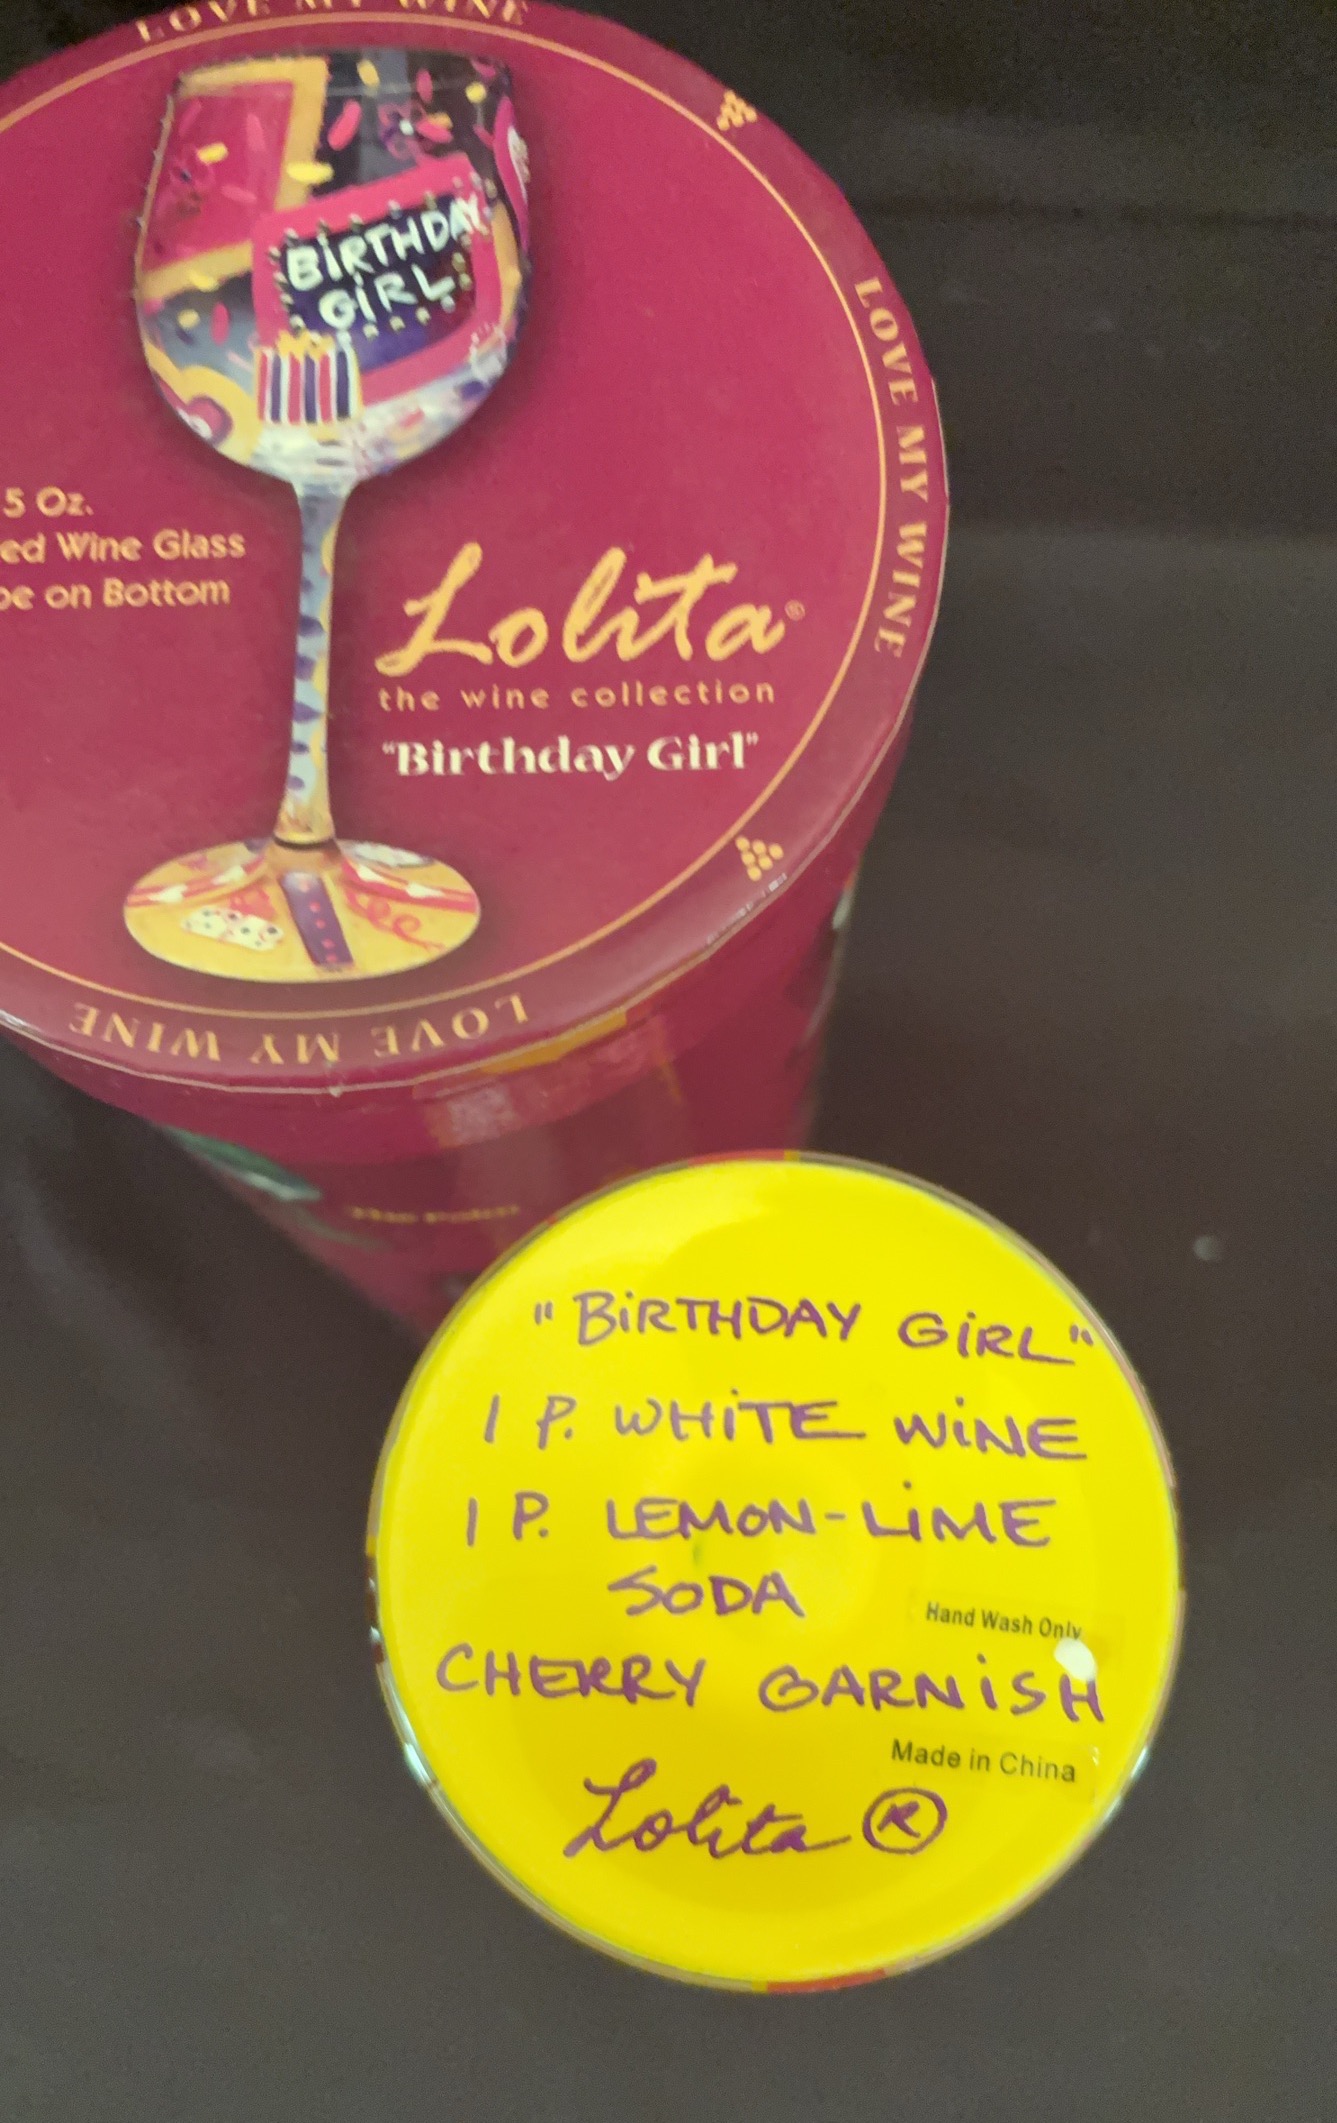 LOVE MY WINE
BiRTHDAY
GiRL
LOVE MY WINE
5 Oz.
ed Wine Glass
pe on Bottom
Lolita®
the wine collection
"Birthday Girl"
LOVE MY WINE
"BiRTHDAY GiRL"
1 P. WHiTE WiNE
1 P. LEMON-LiME
SODA
Hand Wash Only
CHERRY GARNiSH
Made in China
Lolita ®